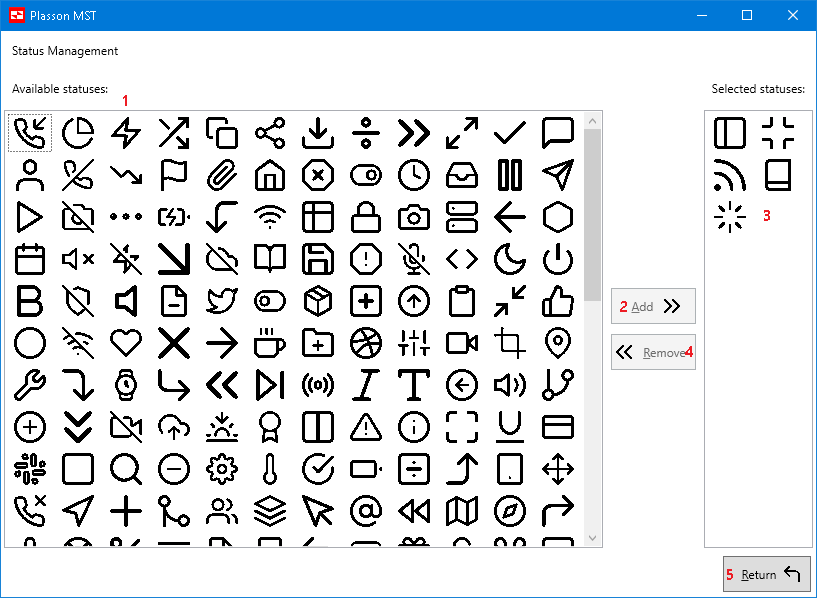 Plasson MST
Status Management
Available statuses:
1
Selected statuses:
3
2 Add
Remove 4
5 Return